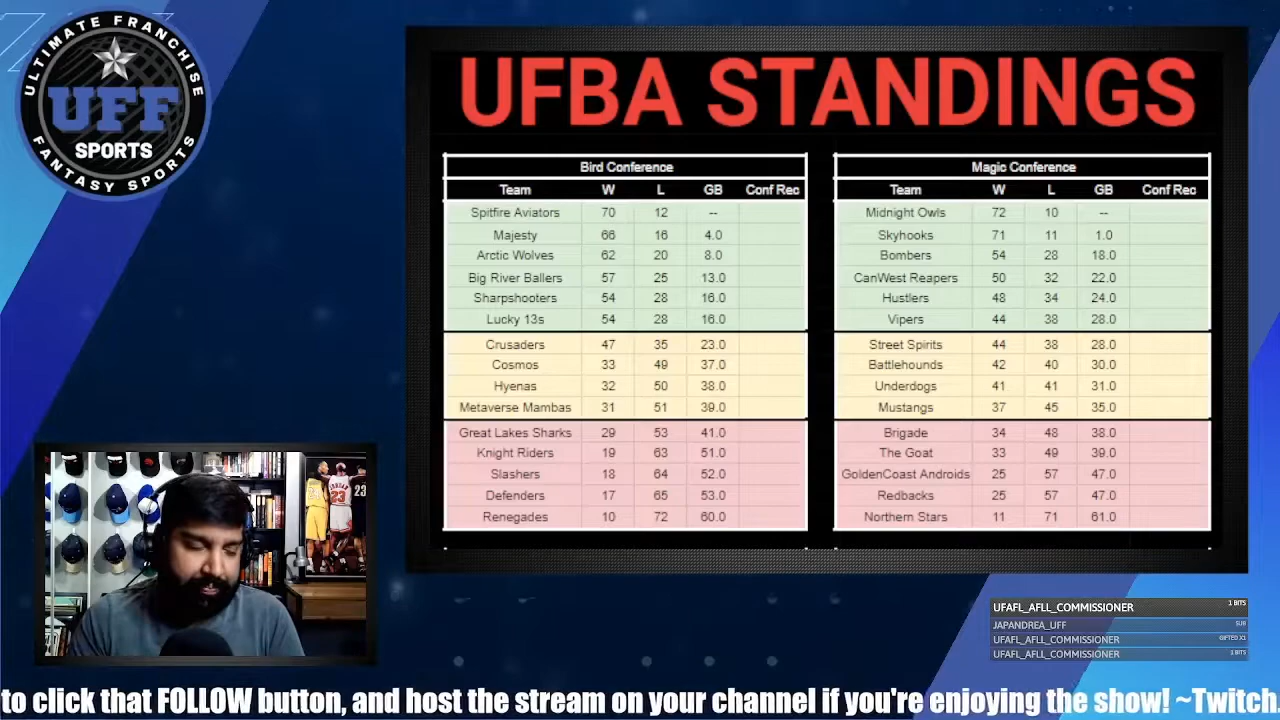 ULTIMATE FRANCHISE
UFF
SPORTS
FANTASY SPORTS
UFBA STANDINGS
Bird Conference
Team W L GB Conf Rec
Spitfire Aviators 70 12 --
Majesty 66 16 4.0
Arctic Wolves 62 20 8.0
Big River Ballers 57 25 13.0
Sharpshooters 54 28 16.0
Lucky 13s 54 28 16.0
Crusaders 47 35 23.0
Cosmos 33 49 37.0
Hyenas 32 50 38.0
Metaverse Mambas 31 51 39.0
Great Lakes Sharks 29 53 41.0
Knight Riders 19 63 51.0
Slashers 18 64 52.0
Defenders 17 65 53.0
Renegades 10 72 60.0
Magic Conference
Team W L GB Conf Rec
Midnight Owls 72 10 --
Skyhooks 71 11 1.0
Bombers 54 28 18.0
CanWest Reapers 50 32 22.0
Hustlers 48 34 24.0
Vipers 44 38 28.0
Street Spirits 44 38 28.0
Battlehounds 42 40 30.0
Underdogs 41 41 31.0
Mustangs 37 45 35.0
Brigade 34 48 38.0
The Goat 33 49 39.0
GoldenCoast Androids 25 57 47.0
Redbacks 25 57 47.0
Northern Stars 11 71 61.0
23
23
UFAFL_AFLL_COMMISSIONER 1 BITS
JAPANDREA_UFF SUB
UFAFL_AFLL_COMMISSIONER GIFTED X1
UFAFL_AFLL_COMMISSIONER 1 BITS
to click that FOLLOW button, and host the stream on your channel if you're enjoying the show! ~Twitch.